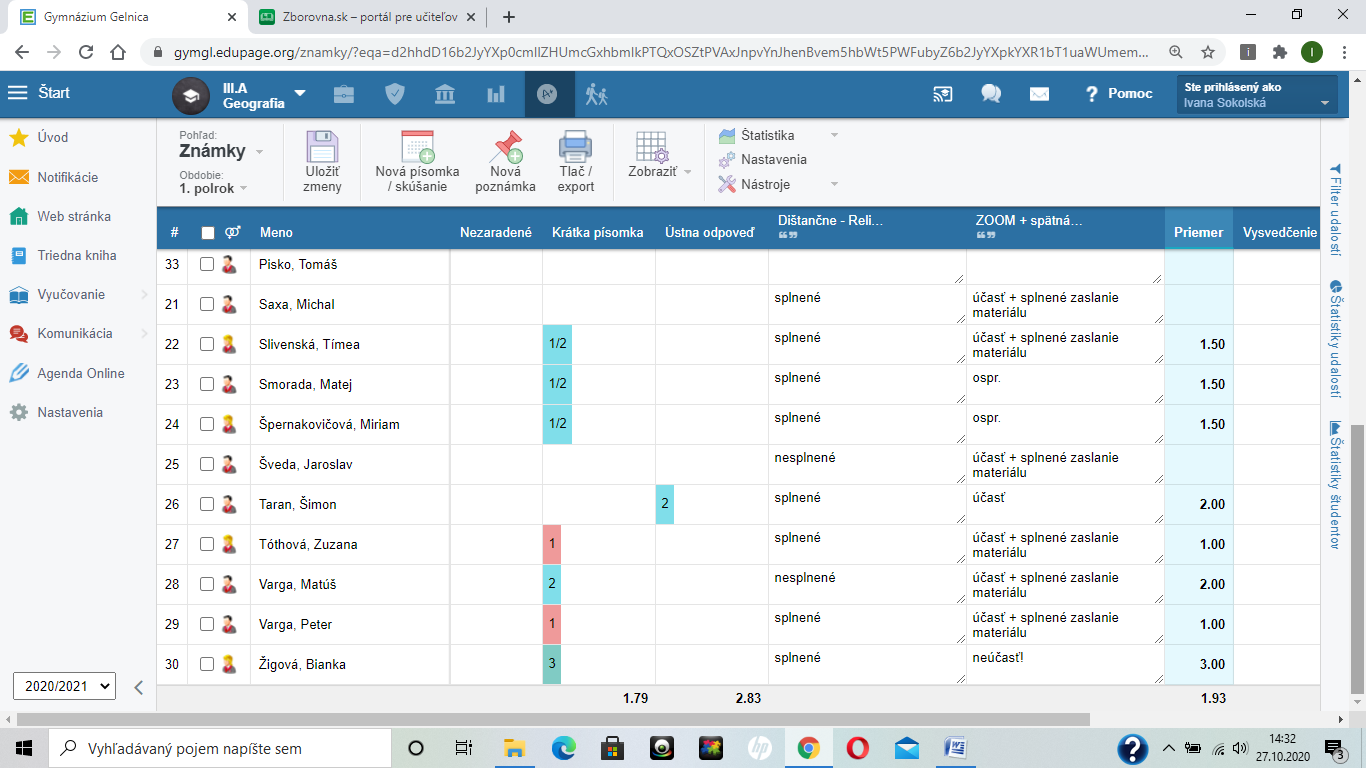 Gymnázium Gelnica
Zborovna.sk – portál pre učiteľov
gymgl.edupage.org/znamky/?eqa=
Štart
III.A
Geografia
Pomoc
Ste prihlásený ako
Ivana Sokolská
Úvod
Notifikácie
Web stránka
Triedna kniha
Vyučovanie
Komunikácia
Agenda Online
Nastavenia
2020/2021
Pohľad:
Známky
Obdobie:
1. polrok
Uložiť
zmeny
Nová písomka
/ skúšanie
Nová
poznámka
Tlač /
export
Zobraziť
Štatistika
Nastavenia
Nástroje
# Meno Nezaradené Krátka písomka Ústna odpoveď Dištančne - Reli... ZOOM + spätná... Priemer Vysvedčenie
33 Pisko, Tomáš
21 Saxa, Michal splnené účasť + splnené zaslanie
materiálu
22 Slivenská, Tímea 1/2 splnené účasť + splnené zaslanie
materiálu 1.50
23 Smorada, Matej 1/2 splnené ospr. 1.50
24 Špernakovičová, Miriam 1/2 splnené ospr. 1.50
25 Šveda, Jaroslav nesplnené účasť + splnené zaslanie
materiálu
26 Taran, Šimon 2 splnené účasť 2.00
27 Tóthová, Zuzana 1 splnené účasť + splnené zaslanie
materiálu 1.00
28 Varga, Matúš 2 nesplnené účasť + splnené zaslanie
materiálu 2.00
29 Varga, Peter 1 splnené účasť + splnené zaslanie
materiálu 1.00
30 Žigová, Bianka 3 splnené neúčasť! 3.00
1.79 2.83 1.93
Filter udalostí
Štatistiky udalostí
Štatistiky študentov
Vyhľadávaný pojem napíšte sem
14:32
27.10.2020
3